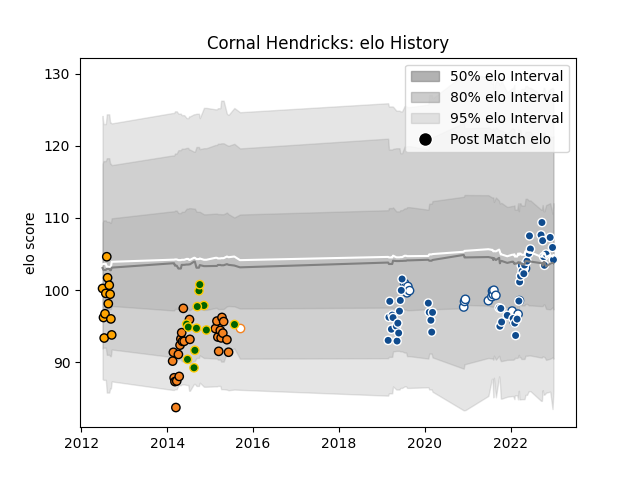 Cornal Hendricks: elo History
130
120
110
100
90
elo score
50% elo Interval
80% elo Interval
95% elo Interval
Post Match elo
2012
2014
2016
2018
2020
2022